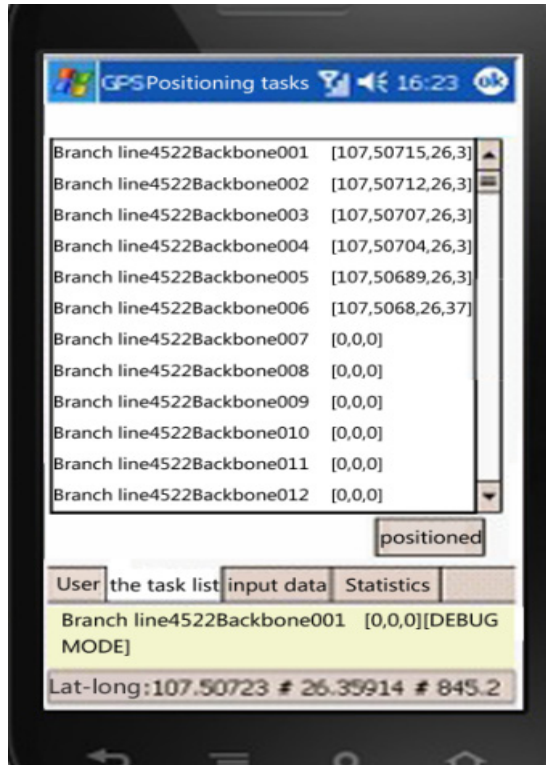 GPS Positioning tasks 16:23 ok
Branch line4522Backbone001 [107,50715,26,3]
Branch line4522Backbone002 [107,50712,26,3]
Branch line4522Backbone003 [107,50707,26,3]
Branch line4522Backbone004 [107,50704,26,3]
Branch line4522Backbone005 [107,50689,26,3]
Branch line4522Backbone006 [107,5068,26,37]
Branch line4522Backbone007 [0,0,0]
Branch line4522Backbone008 [0,0,0]
Branch line4522Backbone009 [0,0,0]
Branch line4522Backbone010 [0,0,0]
Branch line4522Backbone011 [0,0,0]
Branch line4522Backbone012 [0,0,0]
positioned
User the task list input data Statistics
Branch line4522Backbone001 [0,0,0][DEBUG
MODE]
Lat-long:107.50723 # 26.35914 # 845.2